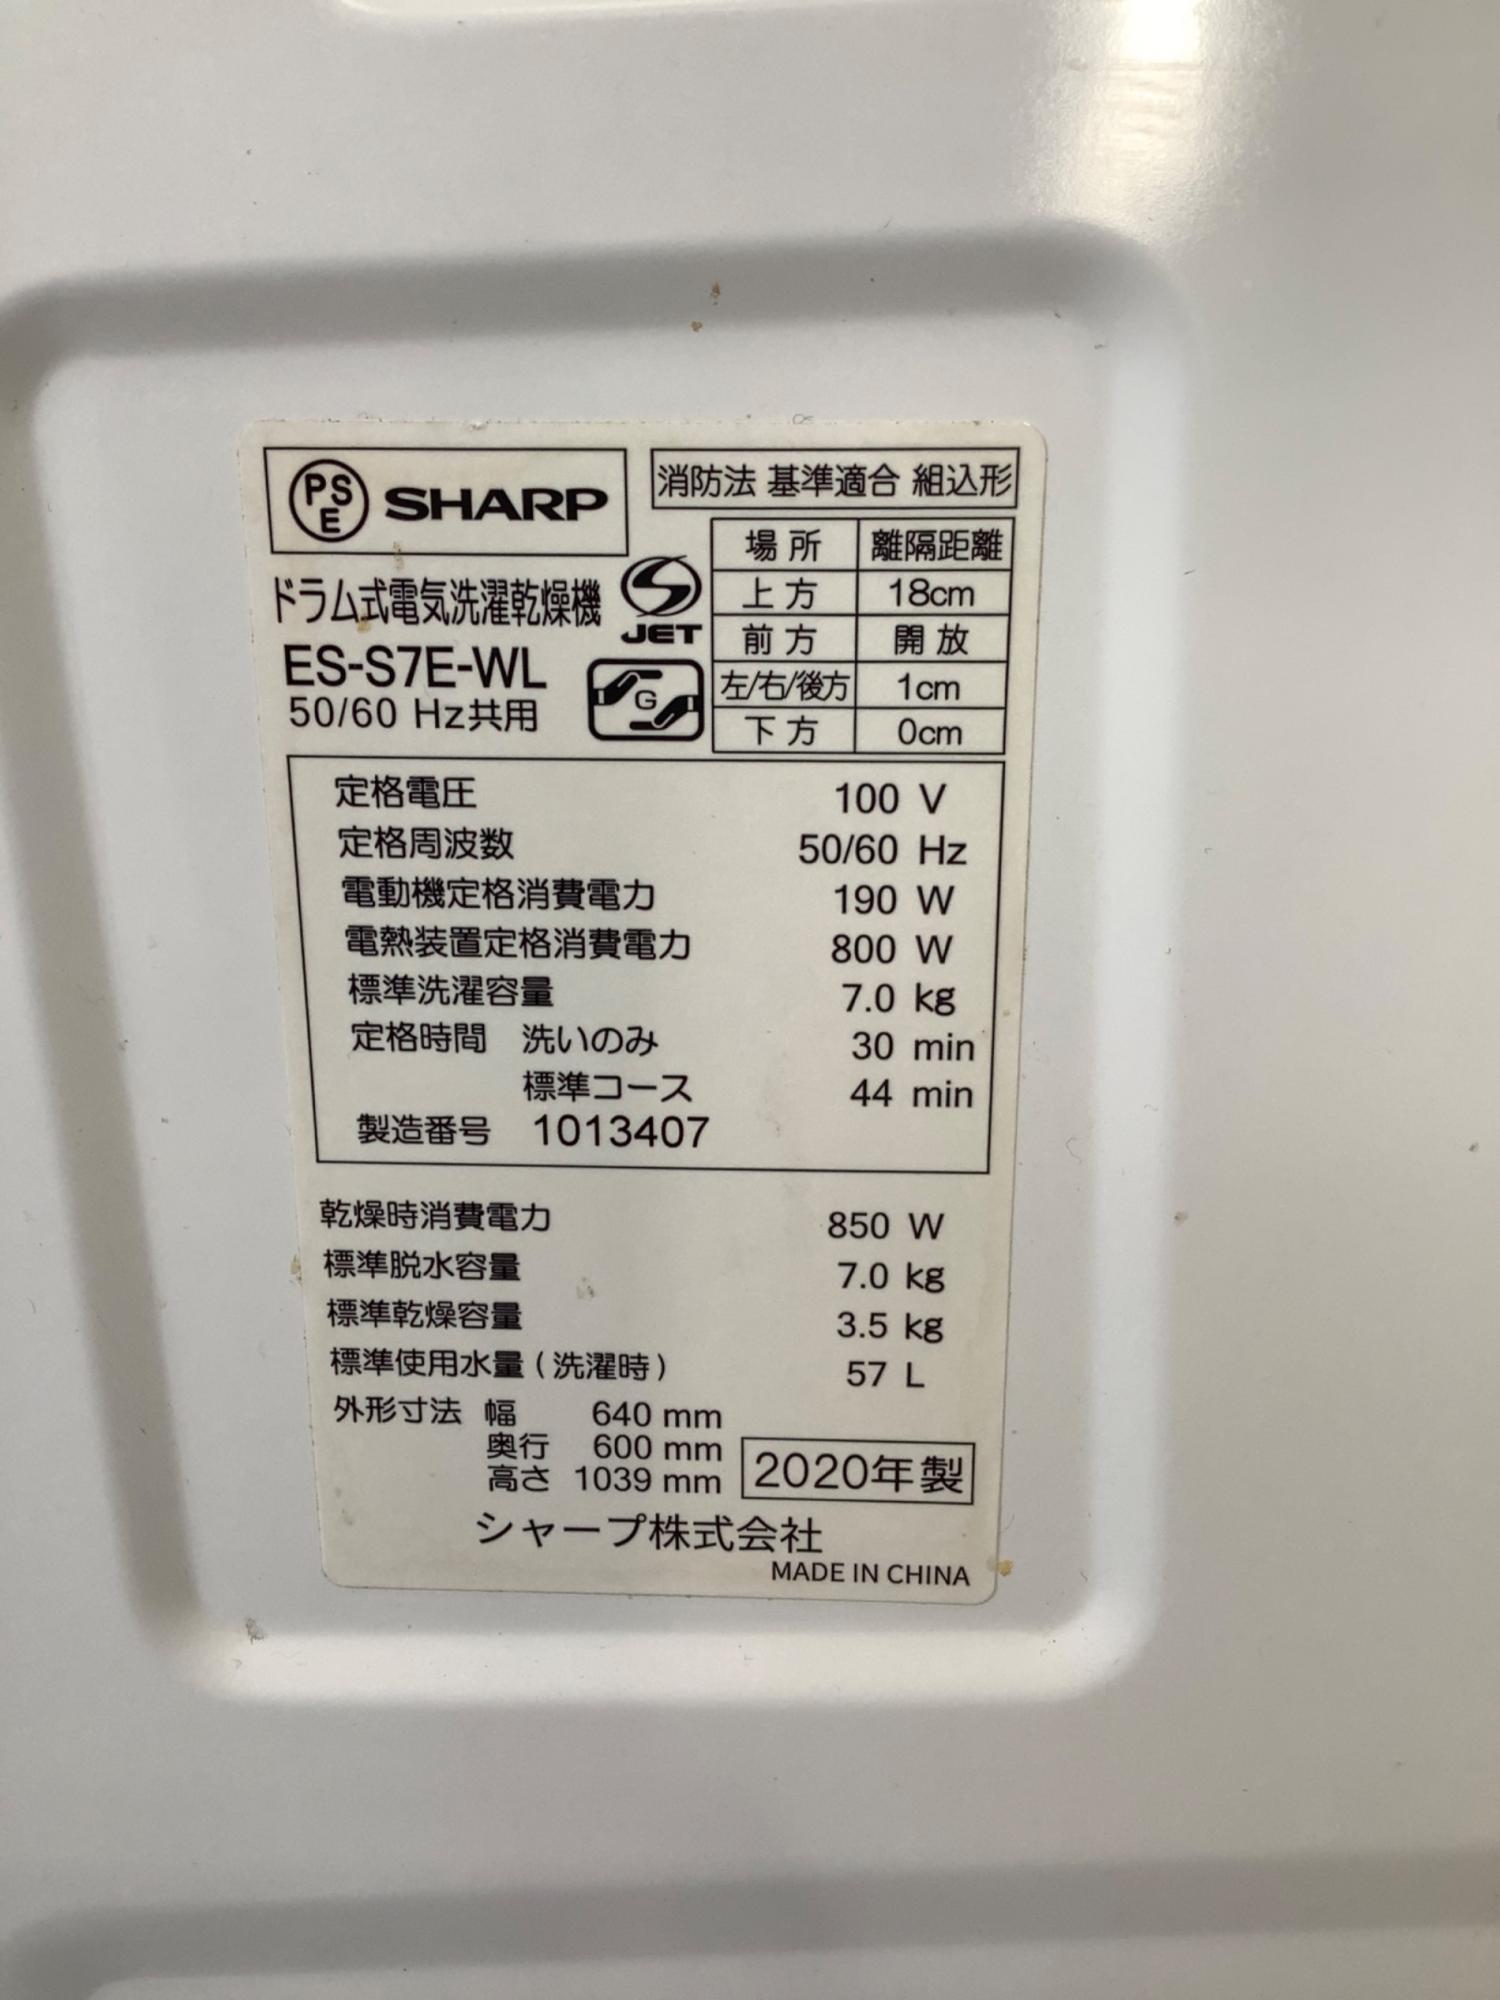 PSE SHARP
消防法 基準適合 組込形
場所 離隔距離
上方 18cm
前方 開放
左/右/後方 1cm
下方 0cm
ドラム式電気洗濯乾燥機
JET
ES-S7E-WL
50/60 Hz共用
G
定格電圧 100 V
定格周波数 50/60 Hz
電動機定格消費電力 190 W
電熱装置定格消費電力 800 W
標準洗濯容量 7.0 kg
定格時間 洗いのみ 30 min
標準コース 44 min
製造番号 1013407
乾燥時消費電力 850 W
標準脱水容量 7.0 kg
標準乾燥容量 3.5 kg
標準使用水量(洗濯時) 57 L
外形寸法 幅 640 mm
奥行 600 mm
高さ 1039 mm
2020年製
シャープ株式会社
MADE IN CHINA